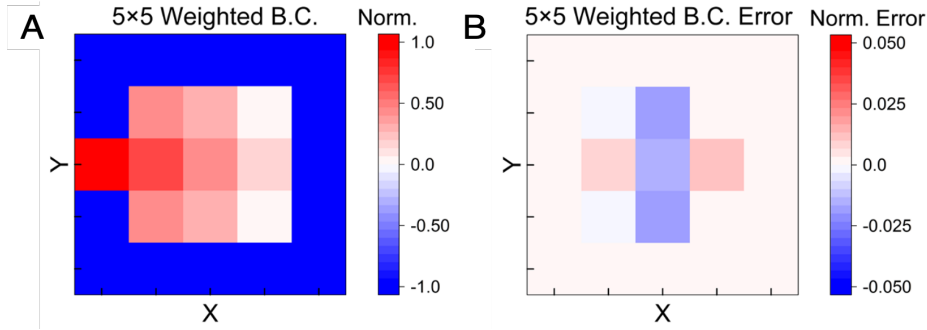 A
5×5 Weighted B.C.
Norm.
1.0
0.50
0.0
-0.50
-1.0
Y
X
B
5×5 Weighted B.C. Error
Norm. Error
0.050
0.025
0.0
-0.025
-0.050
Y
X